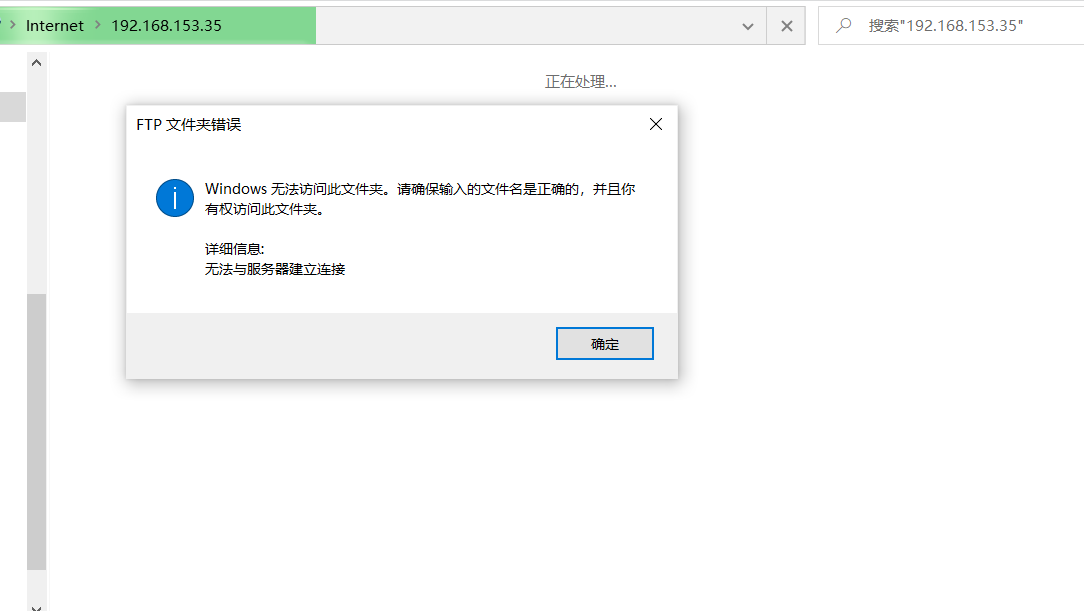 Internet > 192.168.153.35
搜索"192.168.153.35"
正在处理...
FTP 文件夹错误
Windows 无法访问此文件夹。请确保输入的文件名是正确的，并且你
有权访问此文件夹。
详细信息:
无法与服务器建立连接
确定